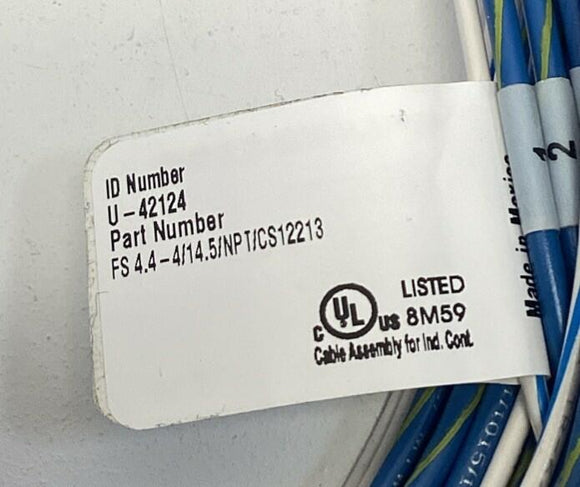 ID Number
U-42124
Part Number
FS 4.4-4/14.5/NPT/CS12213
LISTED
c UL us 8M59
Cable Assembly for Ind. Cont.
Made in Mexico
1
2